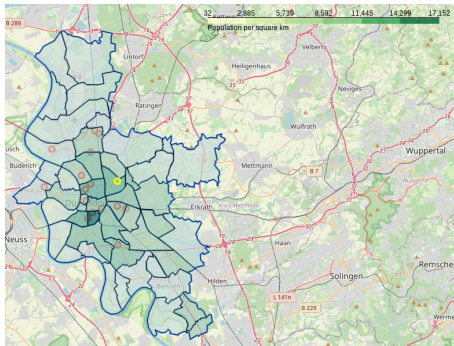 32
2,885
5,739
8,592
11,445
14,299
17,152
Population per square km
B 288
Lintorf
Velbert
Heiligenhaus
Neviges
Ratingen
Wülfrath
Büderich
Mettmann
B 7
Wuppertal
Erkrath
Kreis Mettmann
Neuss
Haan
Hilden
Solingen
Remsche
Benrath
L 141n
B 229
Werme